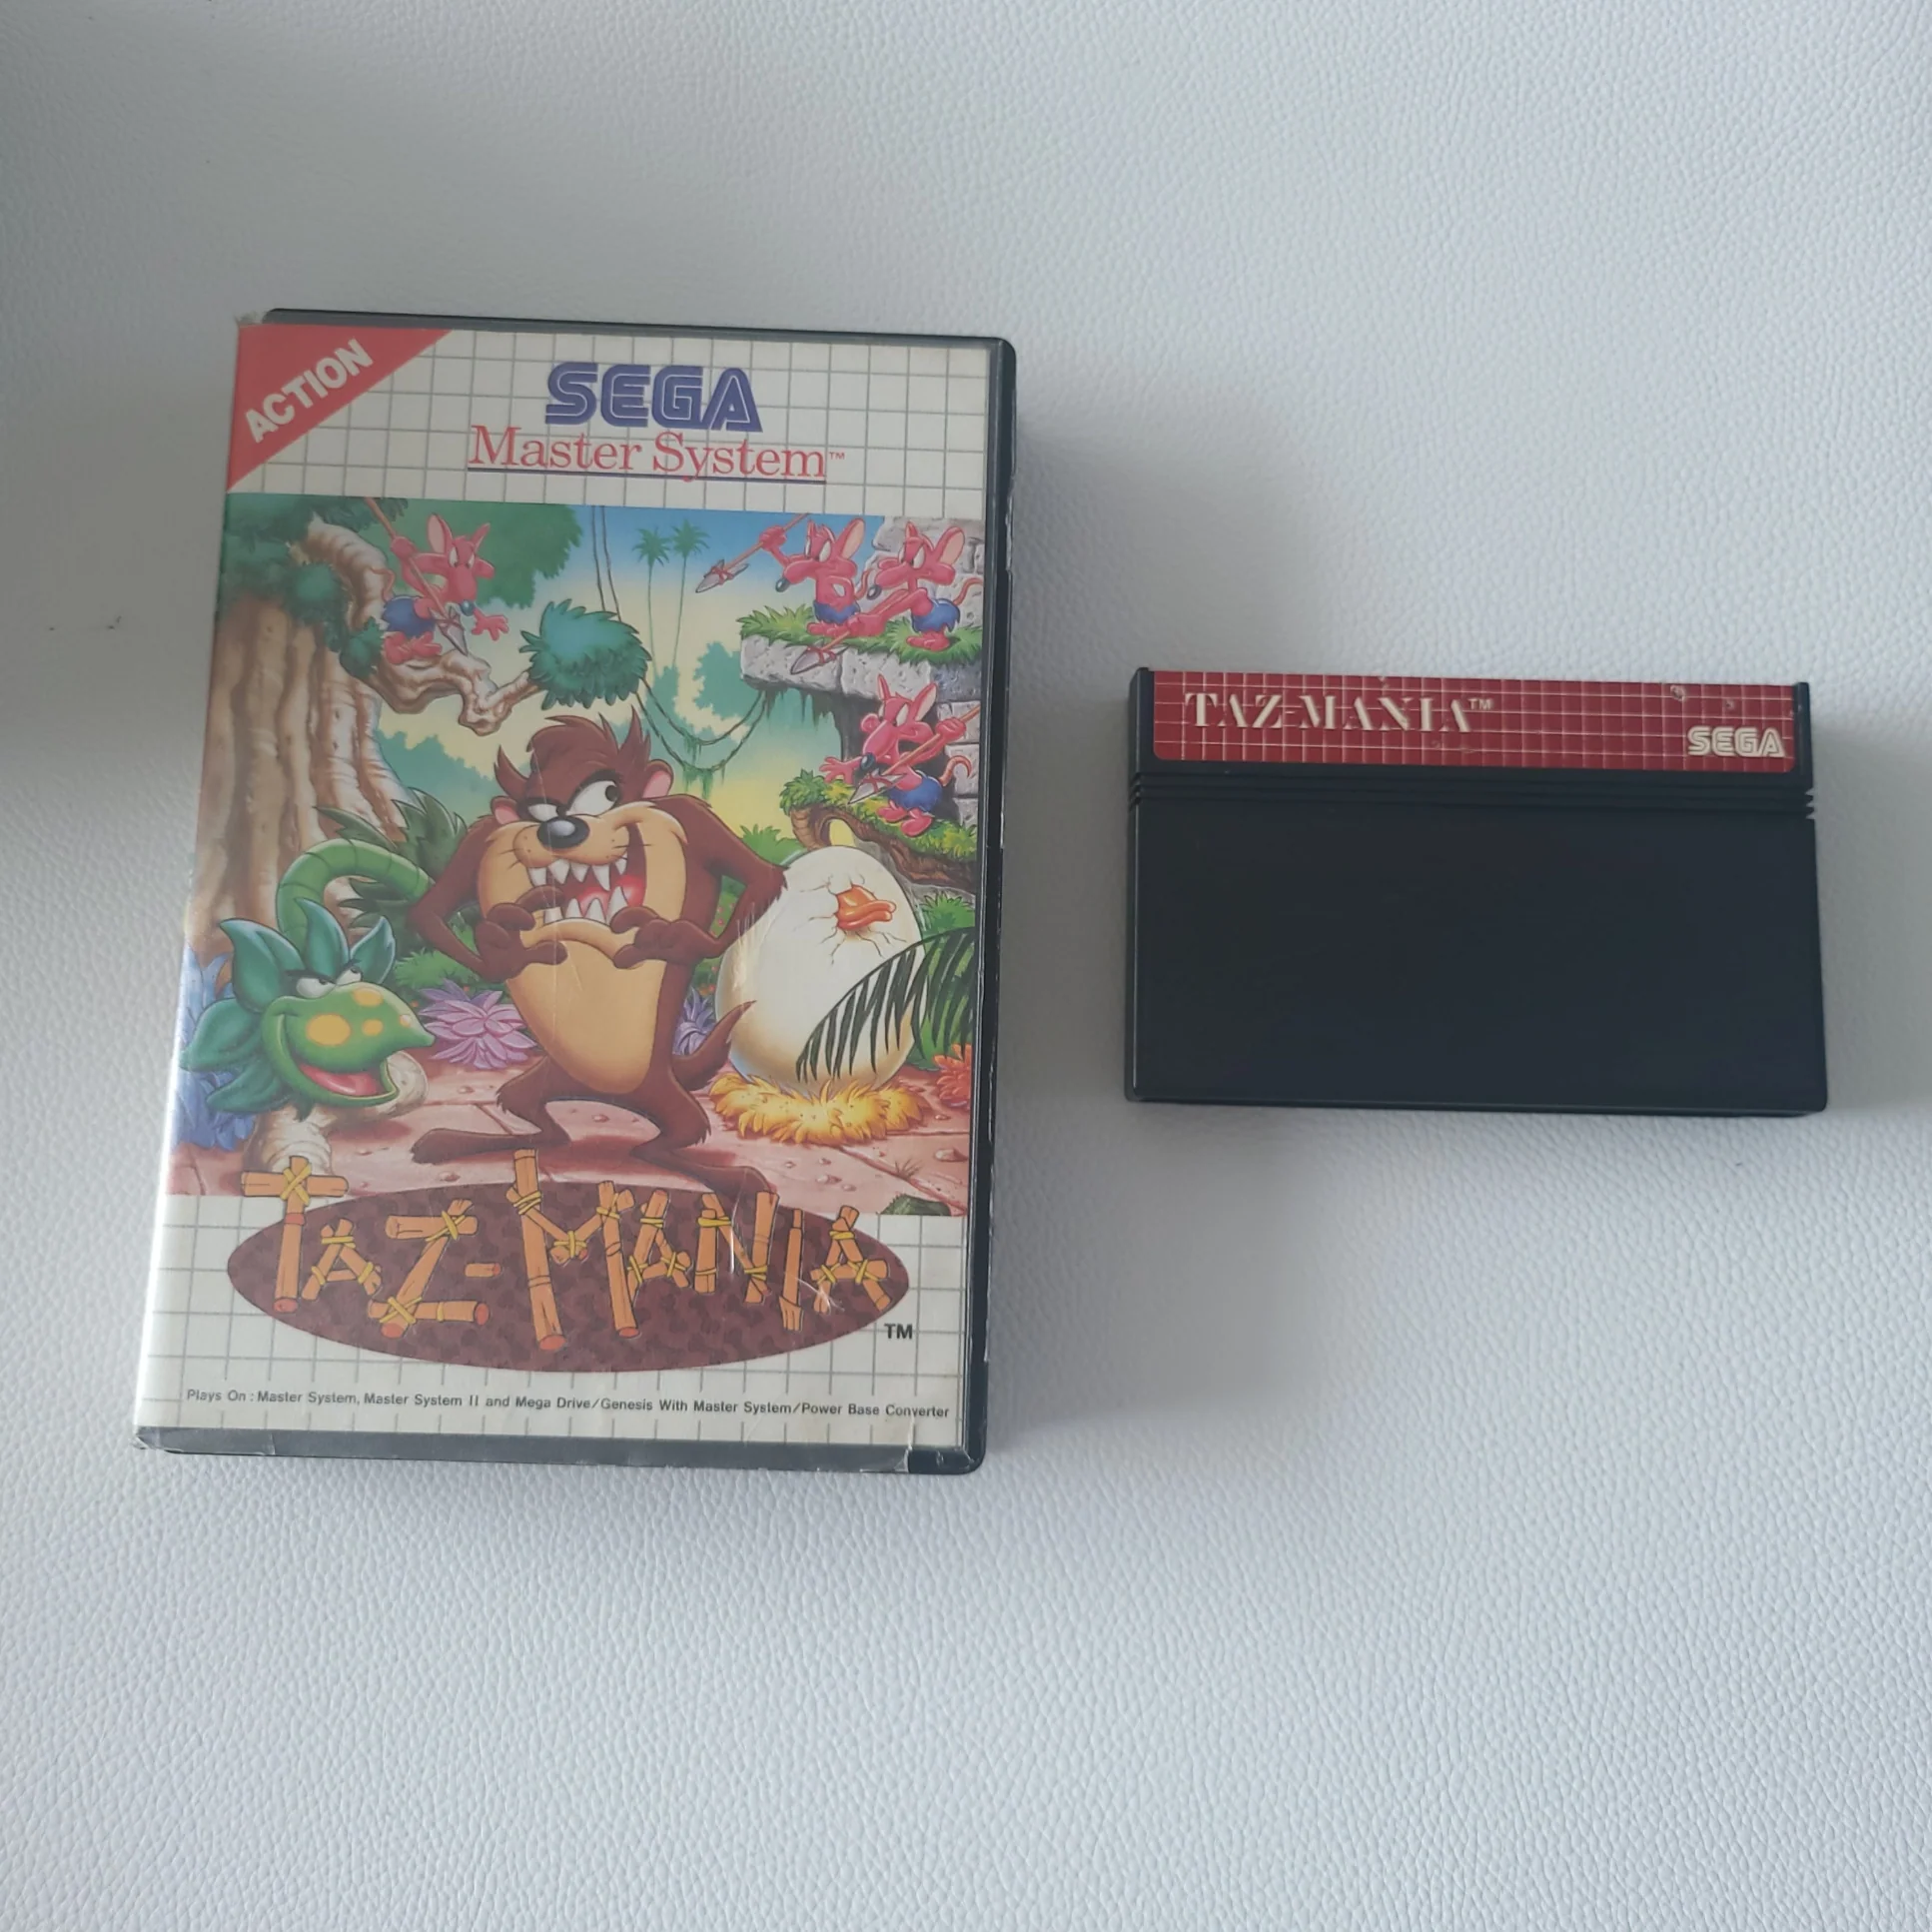 ACTION
SEGA
Master System™
TAZ-MANIA
TM
Plays On : Master System, Master System II and Mega Drive/Genesis With Master System/Power Base Converter
TAZ-MANIA™
SEGA